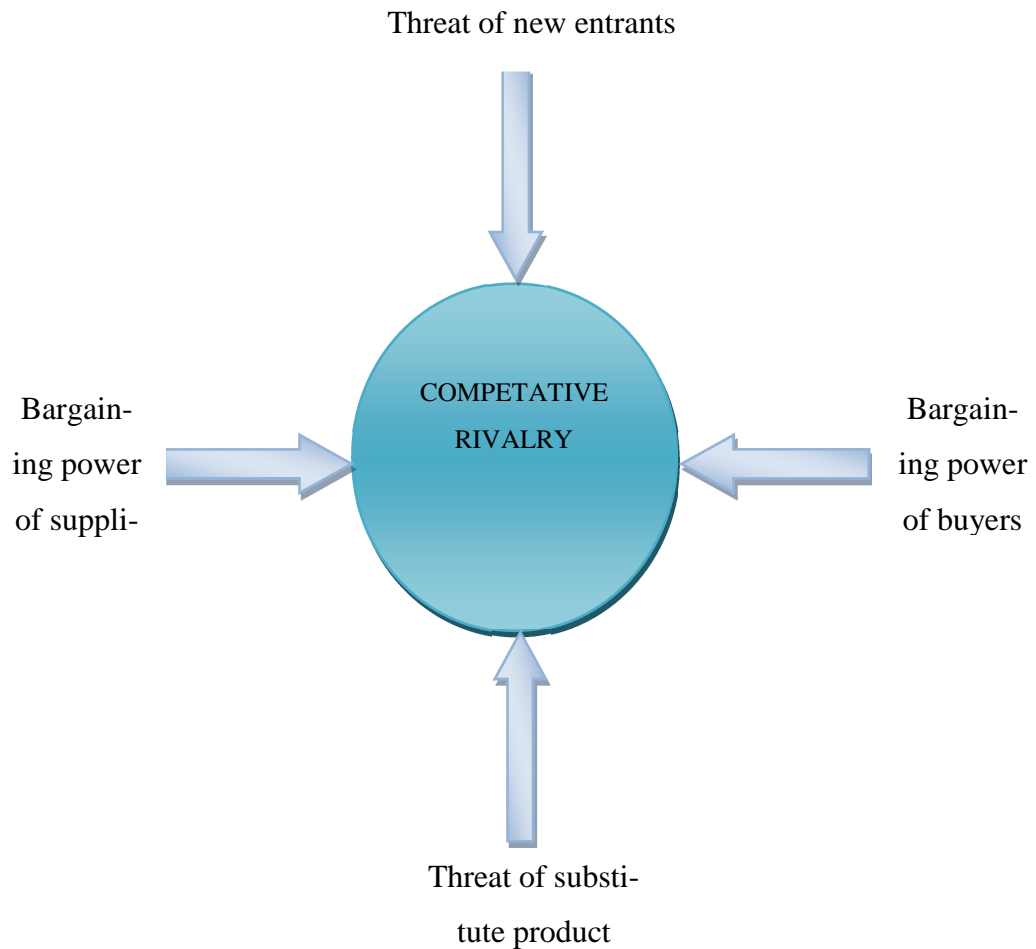 Threat of new entrants
COMPETATIVE
RIVALRY
Bargain-
ing power
of suppli-
Bargain-
ing power
of buyers
Threat of substi-
tute product